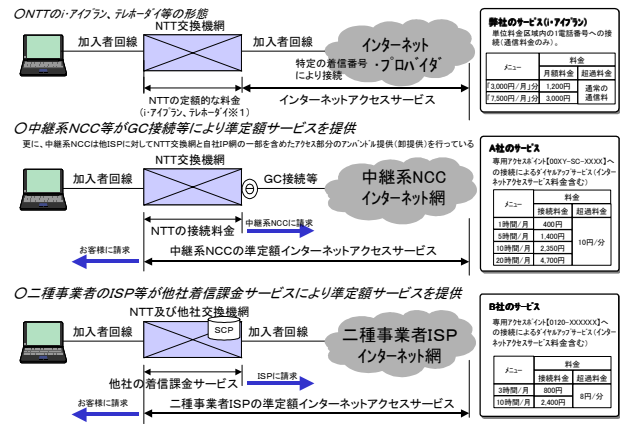 〇NTTのi・アイプラン、テレホーダイ等の形態
NTT交換機網
加入者回線
加入者回線
インターネット
・プロバイダ
特定の着信番号
により接続
NTTの定額的な料金
(i・アイプラン、テレホーダイ※1)
インターネットアクセスサービス
弊社のサービス(i・アイプラン)
単位料金区域内の1電話番号への接
続(通信料金のみ)。
メニュー
料金
月額料金
超過料金
「3,000円/月」分
1,200円
通常の
通信料
「7,500円/月」分
3,000円
〇中継系NCC等がGC接続等により準定額サービスを提供
更に、中継系NCCは他ISPに対してNTT交換網と自社IP網の一部を含めたアクセス部分のアンバンドル提供(卸提供)を行っている
NTT交換機網
加入者回線
GC接続等
中継系NCC
インターネット網
NTTの接続料金
中継系NCCに請求
お客様に請求
中継系NCCの準定額インターネットアクセスサービス
A社のサービス
専用アクセスポイント【00XY-SC-XXXX】へ
の接続によるダイヤルアップサービス(インター
ネットアクセスサービス料金含む)
メニュー
料金
接続料金
超過料金
1時間/月
400円
10円/分
5時間/月
1,400円
10時間/月
2,350円
20時間/月
4,700円
〇二種事業者のISP等が他社着信課金サービスにより準定額サービスを提供
NTT及び他社交換機網
加入者回線
SCP
加入者回線
二種事業者ISP
インターネット網
他社の着信課金サービス
ISPに請求
お客様に請求
二種事業者ISPの準定額インターネットアクセスサービス
B社のサービス
専用アクセスポイント【0120-XXXXXX】へ
の接続によるダイヤルアップサービス(インター
ネットアクセスサービス料金含む)
メニュー
料金
接続料金
超過料金
3時間/月
800円
8円/分
10時間/月
2,400円